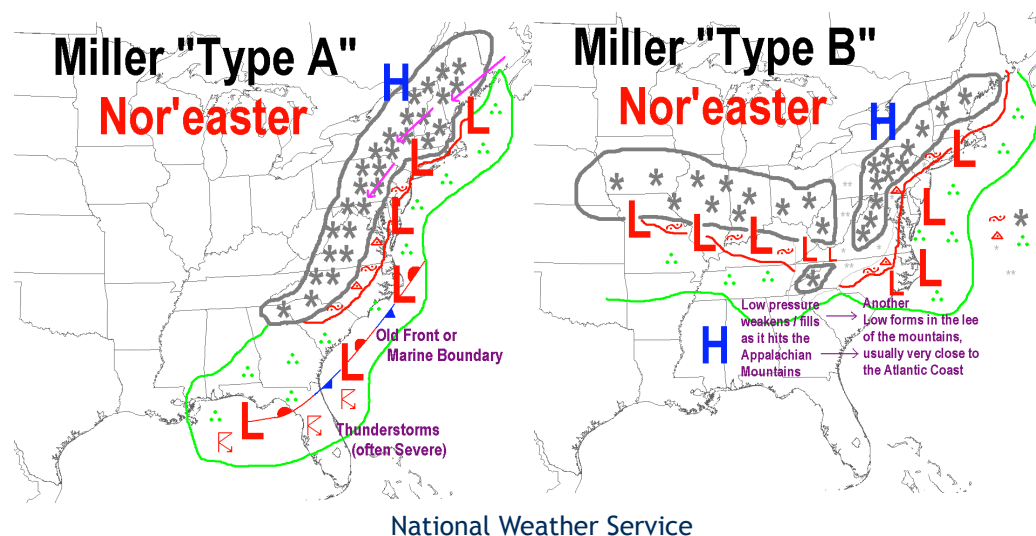 Miller "Type A"
Nor'easter
H
L
L
L
L
L
L
Old Front or
Marine Boundary
Thunderstorms
(often Severe)
Miller "Type B"
Nor'easter
H
L
L
L
L
L
L
L
L
L
H
Low pressure
weakens / fills
as it hits the
Appalachian
Mountains
Another
Low forms in the lee
of the mountains,
usually very close to
the Atlantic Coast
National Weather Service